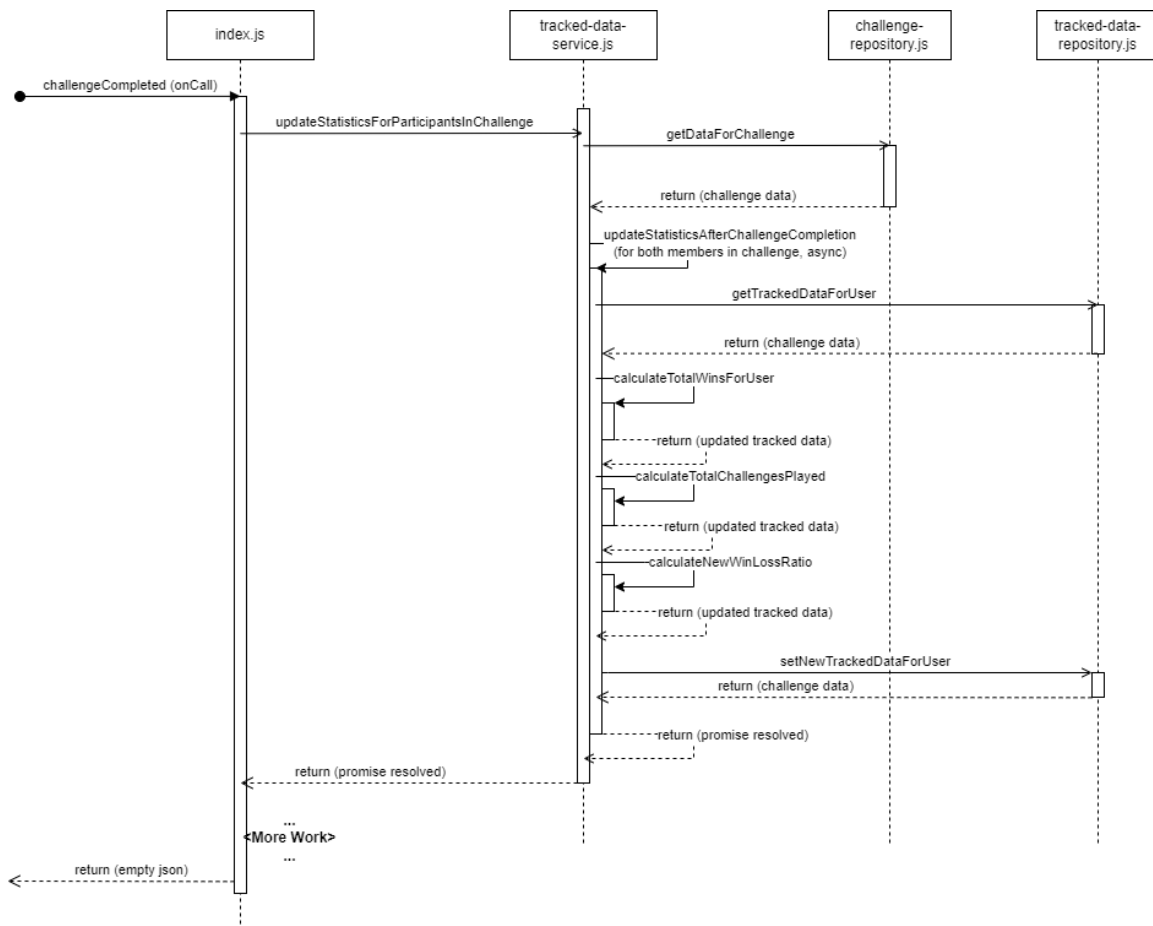 index.js
tracked-data-
service.js
challenge-
repository.js
tracked-data-
repository.js
challengeCompleted (onCall)
updateStatisticsForParticipantsInChallenge
getDataForChallenge
return (challenge data)
updateStatisticsAfterChallengeCompletion
(for both members in challenge, async)
getTrackedDataForUser
return (challenge data)
calculateTotalWinsForUser
return (updated tracked data)
calculateTotalChallengesPlayed
return (updated tracked data)
calculateNewWinLossRatio
return (updated tracked data)
setNewTrackedDataForUser
return (challenge data)
return (promise resolved)
return (promise resolved)
...
<More Work>
...
return (empty json)